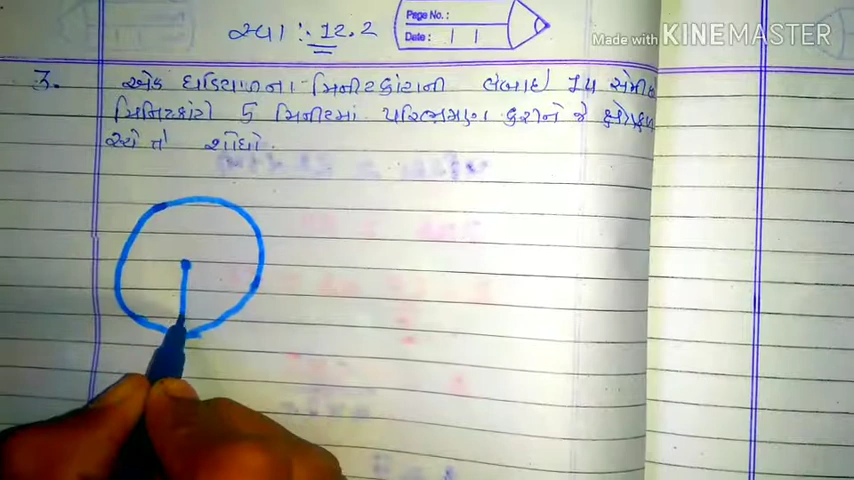 સ્વા :- 12.2
Page No.:
Date:
Made with KINEMASTER
3. એક ઘડિયાળના મિનીટકાંટાની લંબાઈ 14 સેમી છે
મિનિટકાંટો 5 મિનીટમાં પરિભ્રમણ કરીને જે ક્ષેત્રફળ
રચે તે શોધો.